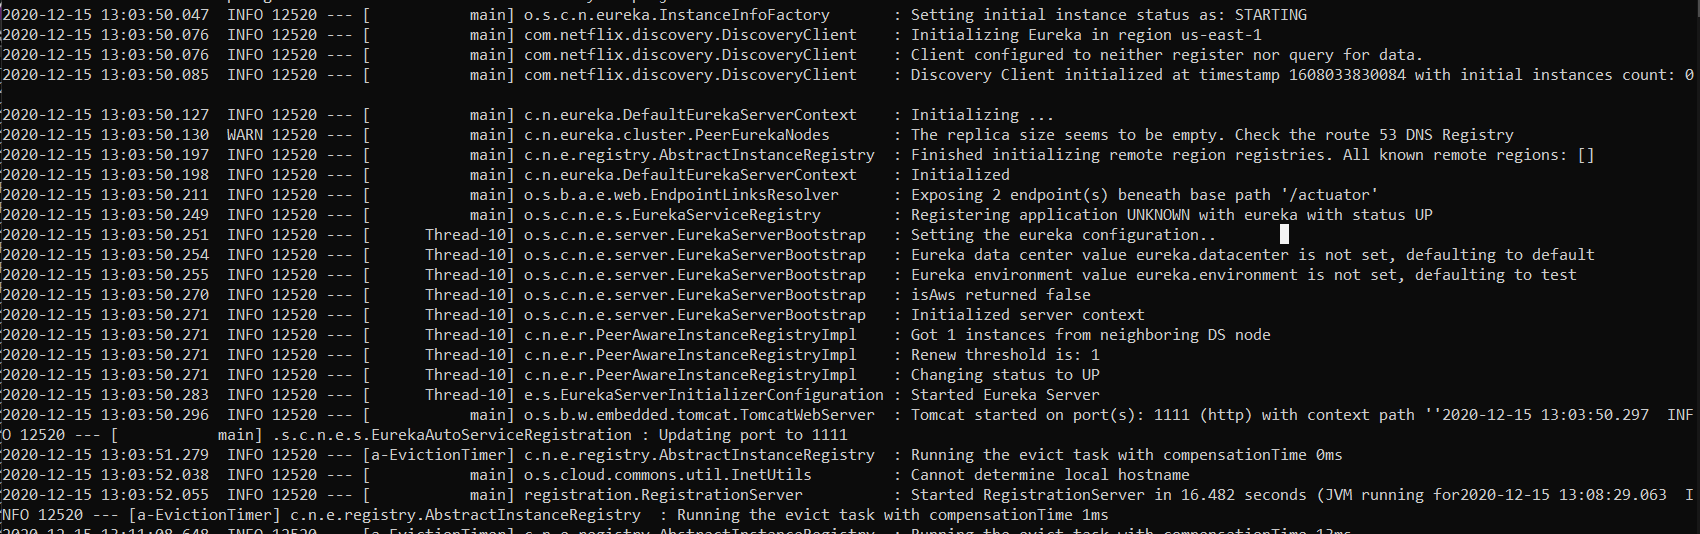 2020-12-15 13:03:50.047  INFO 12520 --- [           main] o.s.c.n.eureka.InstanceInfoFactory       : Setting initial instance status as: STARTING
2020-12-15 13:03:50.076  INFO 12520 --- [           main] com.netflix.discovery.DiscoveryClient    : Initializing Eureka in region us-east-1
2020-12-15 13:03:50.076  INFO 12520 --- [           main] com.netflix.discovery.DiscoveryClient    : Client configured to neither register nor query for data.
2020-12-15 13:03:50.085  INFO 12520 --- [           main] com.netflix.discovery.DiscoveryClient    : Discovery Client initialized at timestamp 1608033830084 with initial instances count: 0
2020-12-15 13:03:50.127  INFO 12520 --- [           main] c.n.eureka.DefaultEurekaServerContext    : Initializing ...
2020-12-15 13:03:50.130  WARN 12520 --- [           main] c.n.eureka.cluster.PeerEurekaNodes       : The replica size seems to be empty. Check the route 53 DNS Registry
2020-12-15 13:03:50.197  INFO 12520 --- [           main] c.n.e.registry.AbstractInstanceRegistry  : Finished initializing remote region registries. All known remote regions: []
2020-12-15 13:03:50.198  INFO 12520 --- [           main] c.n.eureka.DefaultEurekaServerContext    : Initialized
2020-12-15 13:03:50.211  INFO 12520 --- [           main] o.s.b.a.e.web.EndpointLinksResolver      : Exposing 2 endpoint(s) beneath base path '/actuator'
2020-12-15 13:03:50.249  INFO 12520 --- [           main] o.s.c.n.e.s.EurekaServiceRegistry        : Registering application UNKNOWN with eureka with status UP
2020-12-15 13:03:50.251  INFO 12520 --- [      Thread-10] o.s.c.n.e.server.EurekaServerBootstrap   : Setting the eureka configuration..
2020-12-15 13:03:50.254  INFO 12520 --- [      Thread-10] o.s.c.n.e.server.EurekaServerBootstrap   : Eureka data center value eureka.datacenter is not set, defaulting to default
2020-12-15 13:03:50.255  INFO 12520 --- [      Thread-10] o.s.c.n.e.server.EurekaServerBootstrap   : Eureka environment value eureka.environment is not set, defaulting to test
2020-12-15 13:03:50.270  INFO 12520 --- [      Thread-10] o.s.c.n.e.server.EurekaServerBootstrap   : isAws returned false
2020-12-15 13:03:50.271  INFO 12520 --- [      Thread-10] o.s.c.n.e.server.EurekaServerBootstrap   : Initialized server context
2020-12-15 13:03:50.271  INFO 12520 --- [      Thread-10] c.n.e.r.PeerAwareInstanceRegistryImpl    : Got 1 instances from neighboring DS node
2020-12-15 13:03:50.271  INFO 12520 --- [      Thread-10] c.n.e.r.PeerAwareInstanceRegistryImpl    : Renew threshold is: 1
2020-12-15 13:03:50.271  INFO 12520 --- [      Thread-10] c.n.e.r.PeerAwareInstanceRegistryImpl    : Changing status to UP
2020-12-15 13:03:50.283  INFO 12520 --- [      Thread-10] e.s.EurekaServerInitializerConfiguration : Started Eureka Server
2020-12-15 13:03:50.296  INFO 12520 --- [           main] o.s.b.w.embedded.tomcat.TomcatWebServer  : Tomcat started on port(s): 1111 (http) with context path ''2020-12-15 13:03:50.297  INF
O 12520 --- [           main] .s.c.n.e.s.EurekaAutoServiceRegistration : Updating port to 1111
2020-12-15 13:03:51.279  INFO 12520 --- [a-EvictionTimer] c.n.e.registry.AbstractInstanceRegistry  : Running the evict task with compensationTime 0ms
2020-12-15 13:03:52.038  INFO 12520 --- [           main] o.s.cloud.commons.util.InetUtils         : Cannot determine local hostname
2020-12-15 13:03:52.055  INFO 12520 --- [           main] registration.RegistrationServer          : Started RegistrationServer in 16.482 seconds (JVM running for2020-12-15 13:08:29.063  I
NFO 12520 --- [a-EvictionTimer] c.n.e.registry.AbstractInstanceRegistry  : Running the evict task with compensationTime 1ms
2020-12-15 13:11:08.648  INFO 12520 --- [a-EvictionTimer] c.n.e.registry.AbstractInstanceRegistry  : Running the evict task with compensationTime